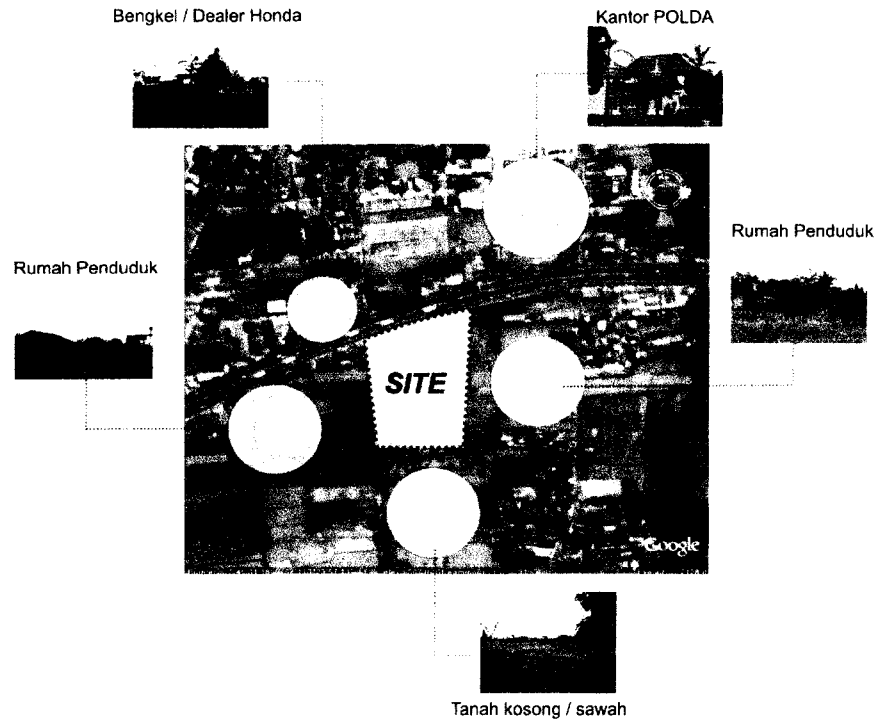 Bengkel / Dealer Honda
Kantor POLDA
Rumah Penduduk
Rumah Penduduk
SITE
Google
Tanah kosong / sawah